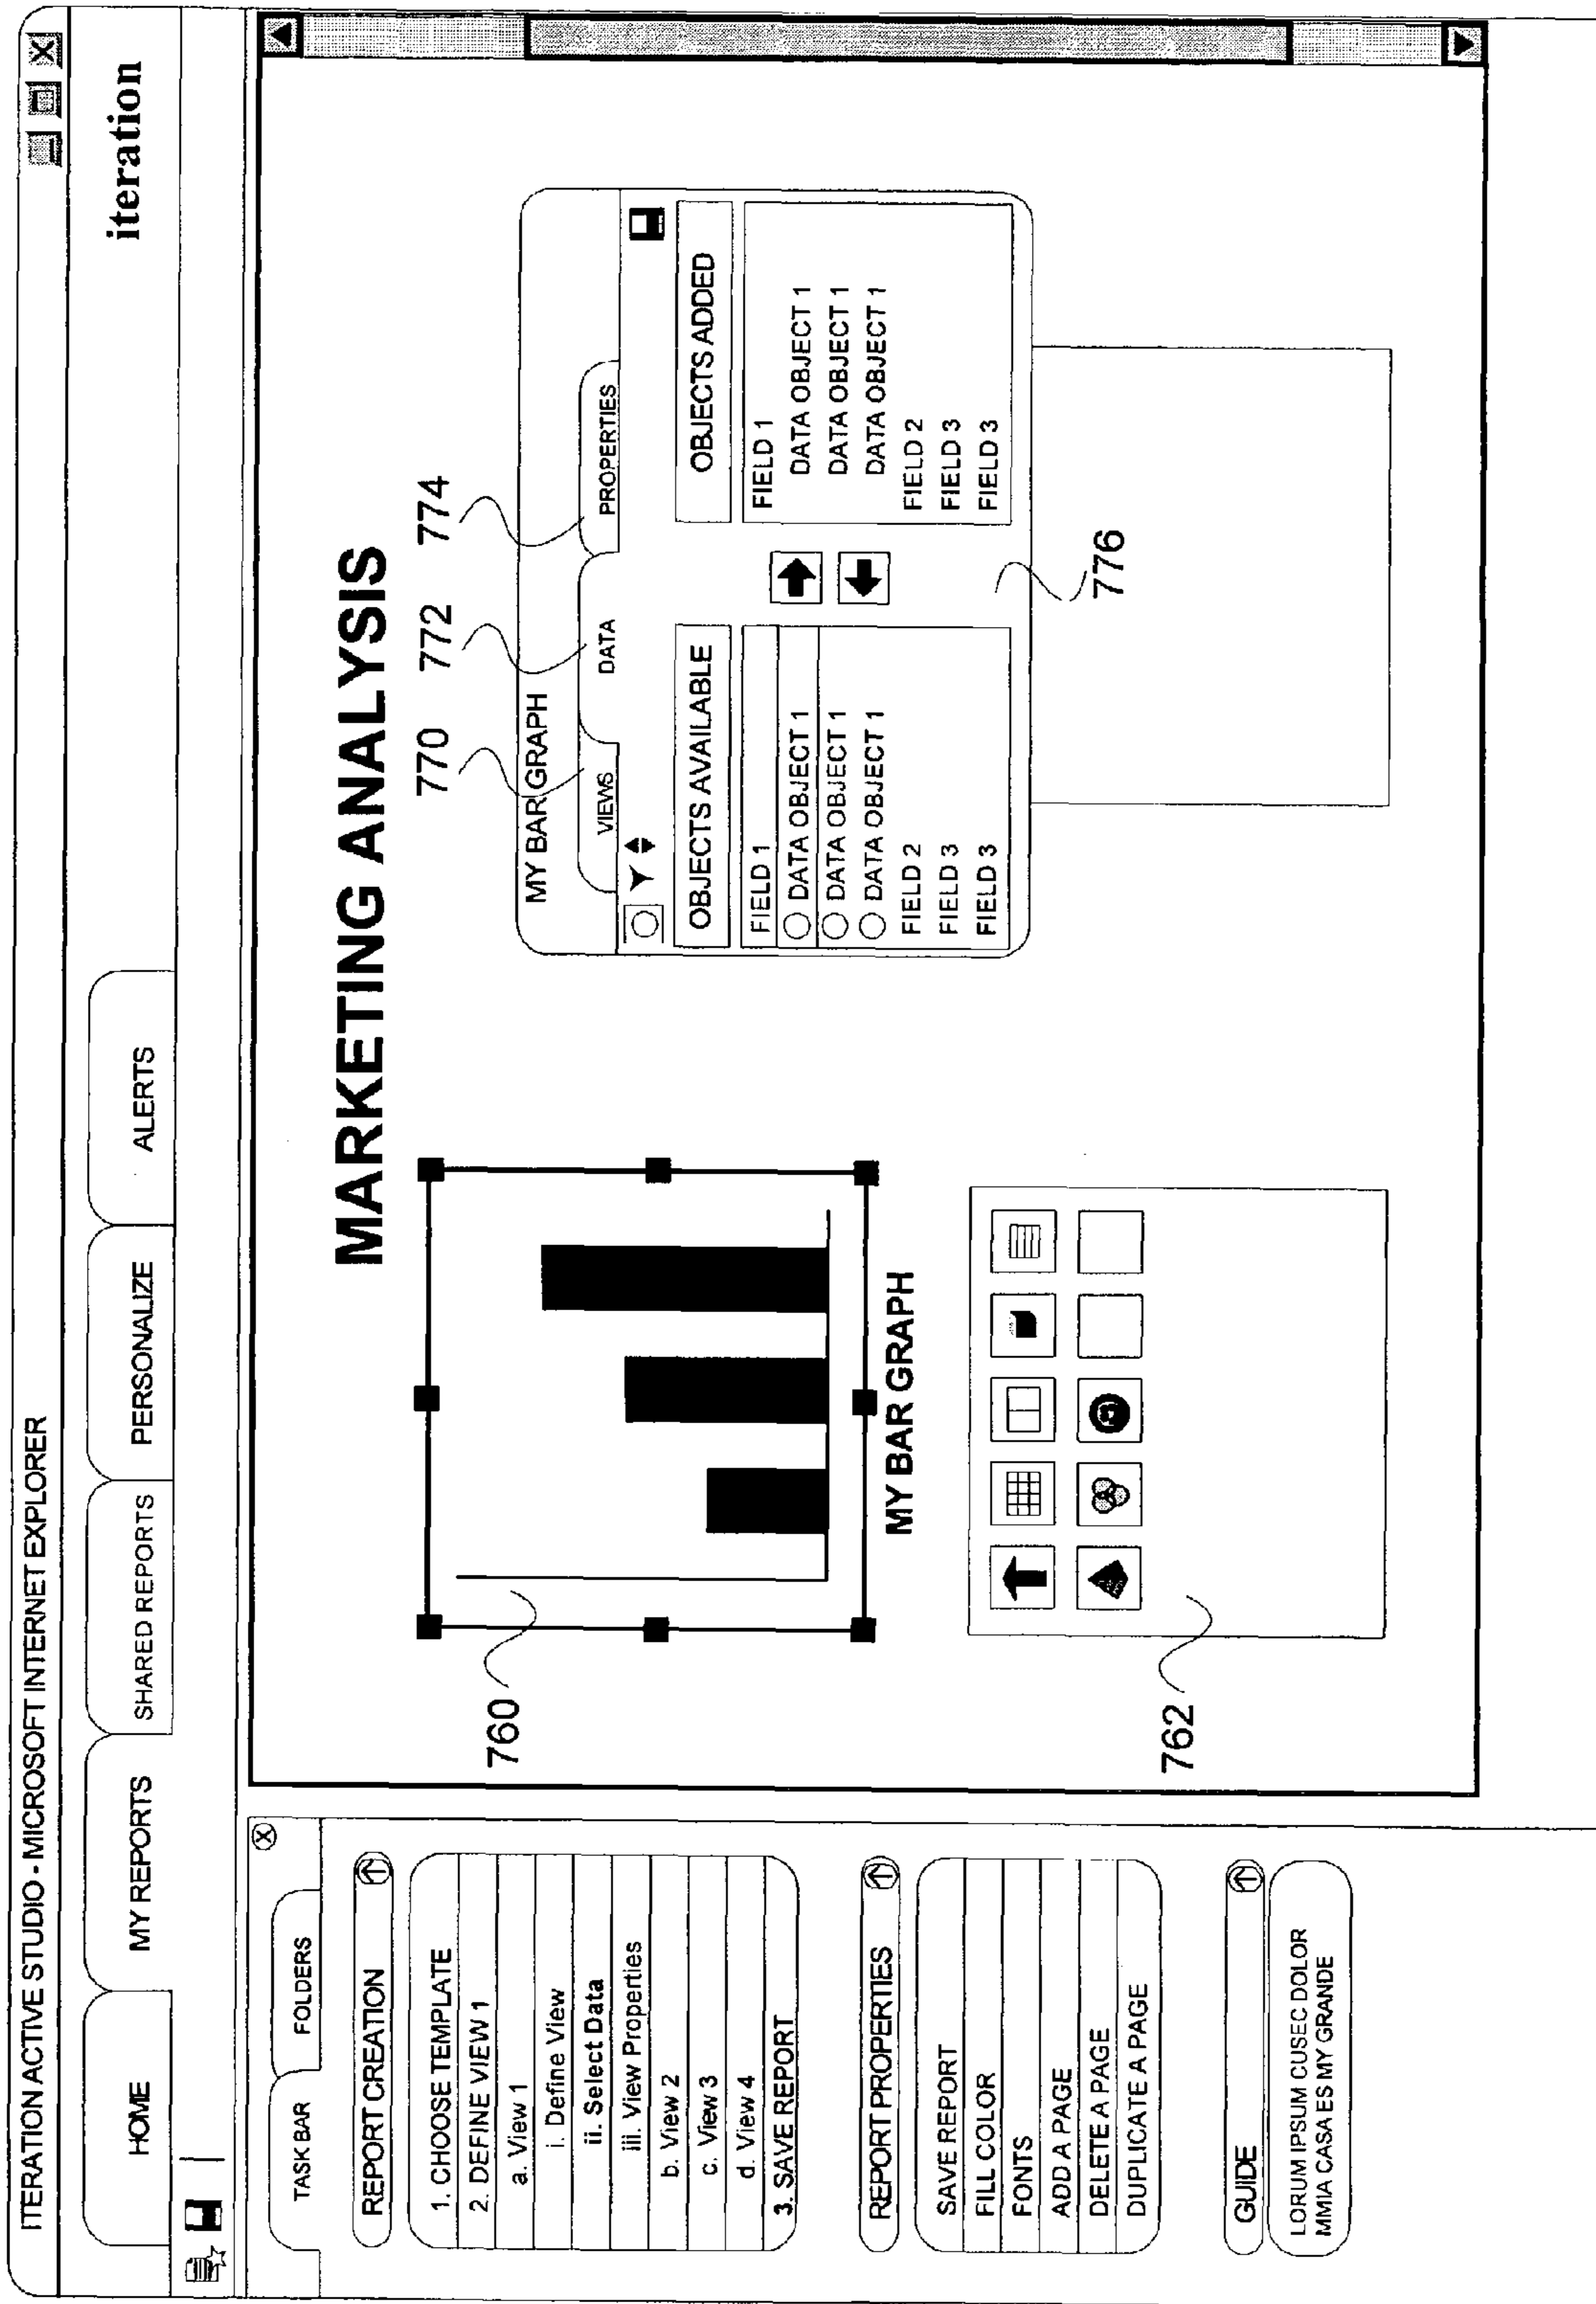 ITERATION ACTIVE STUDIO - MICROSOFT INTERNET EXPLORER
HOME
MY REPORTS
SHARED REPORTS
PERSONALIZE
ALERTS
iteration
TASK BAR
FOLDERS
REPORT CREATION
1. CHOOSE TEMPLATE
2. DEFINE VIEW 1
a. View 1
i. Define View
ii. Select Data
iii. View Properties
b. View 2
c. View 3
d. View 4
3. SAVE REPORT
REPORT PROPERTIES
SAVE REPORT
FILL COLOR
FONTS
ADD A PAGE
DELETE A PAGE
DUPLICATE A PAGE
GUIDE
LORUM IPSUM CUSEC DOLOR
MMIA CASA ES MY GRANDE
MARKETING ANALYSIS
760
MY BAR GRAPH
762
770
772
774
MY BAR GRAPH
VIEWS
DATA
PROPERTIES
OBJECTS AVAILABLE
FIELD 1
DATA OBJECT 1
DATA OBJECT 1
DATA OBJECT 1
FIELD 2
FIELD 3
FIELD 3
OBJECTS ADDED
FIELD 1
DATA OBJECT 1
DATA OBJECT 1
DATA OBJECT 1
FIELD 2
FIELD 3
FIELD 3
776